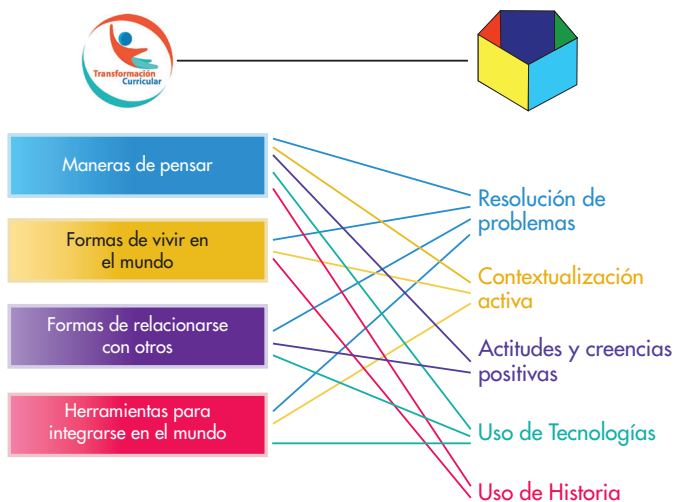 Transformación
Curricular
Maneras de pensar
Formas de vivir en
el mundo
Formas de relacionarse
con otros
Herramientas para
integrarse en el mundo
Resolución de
problemas
Contextualización
activa
Actitudes y creencias
positivas
Uso de Tecnologías
Uso de Historia